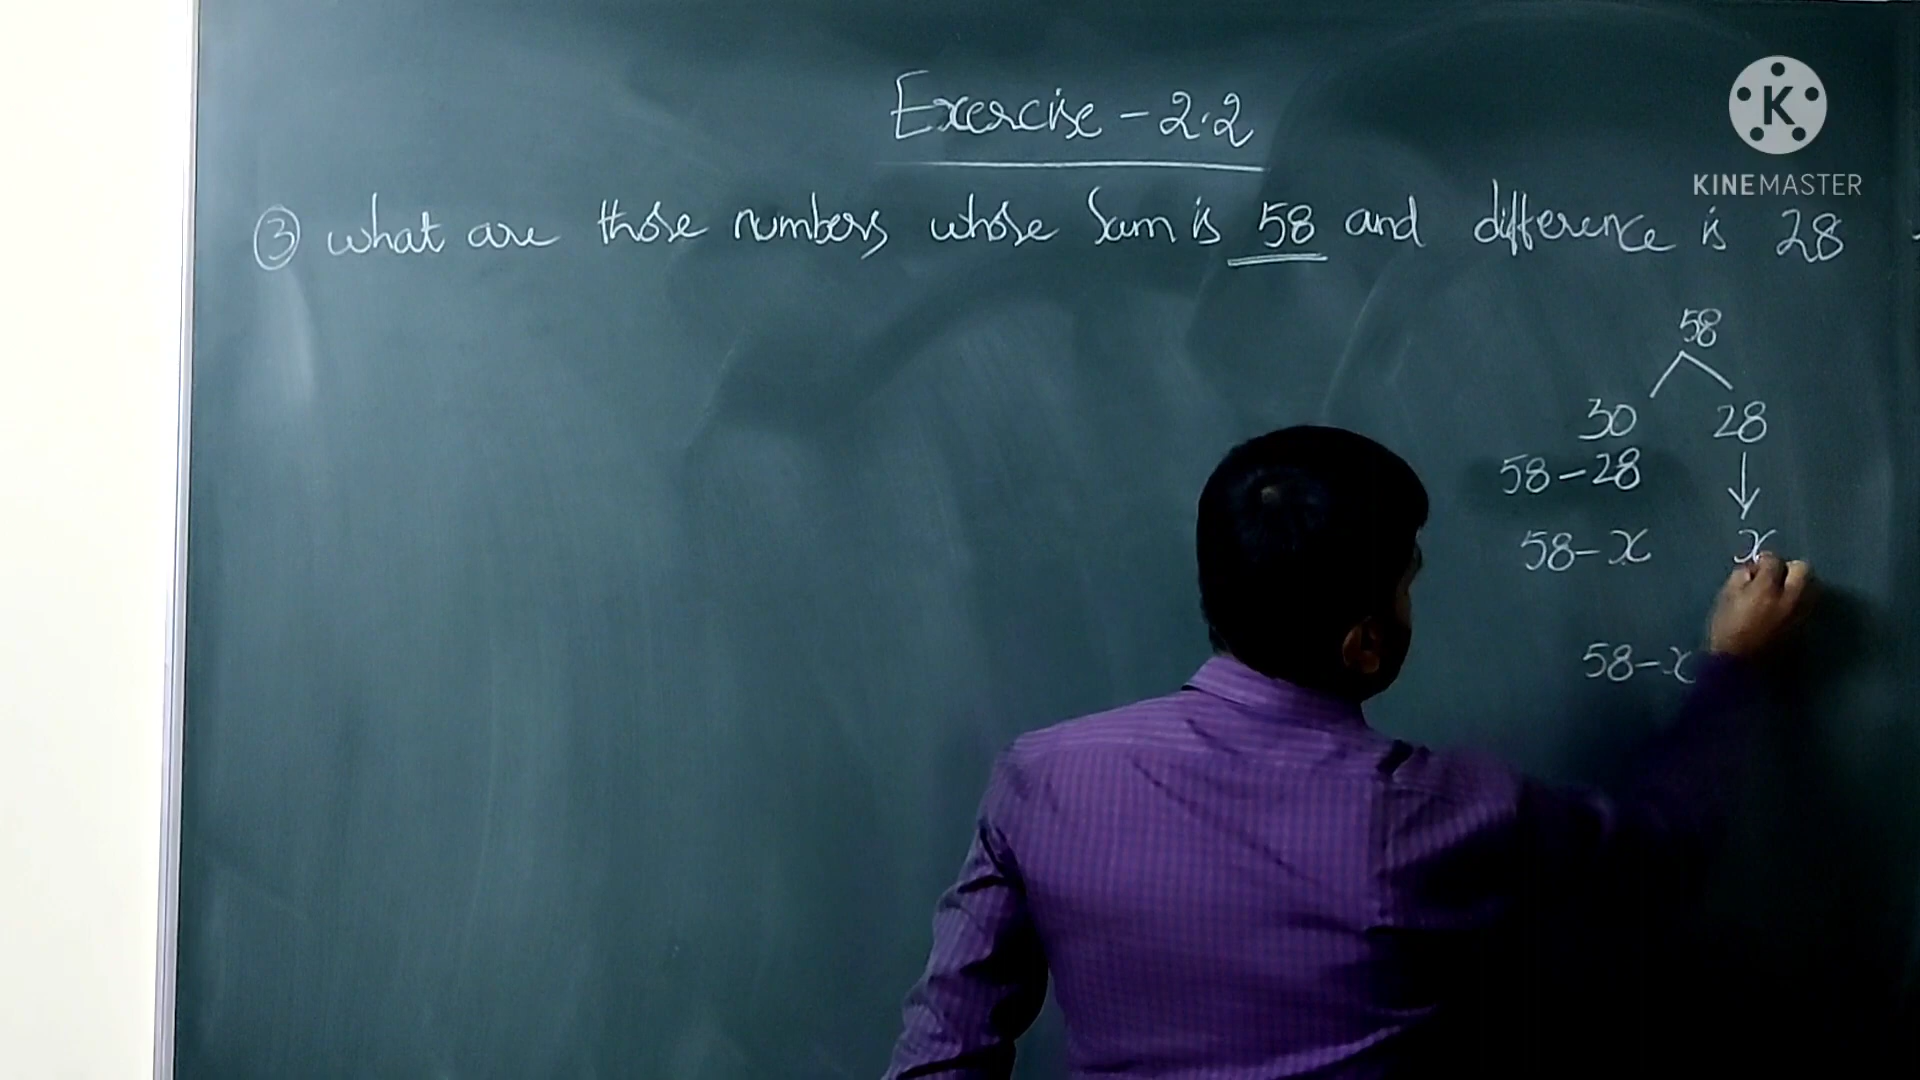 Exercise - 2.2
K
KINEMASTER
③ what are those numbers whose Sum is 58 and difference is 28
58
30 28
58-28
58-x x
58-x